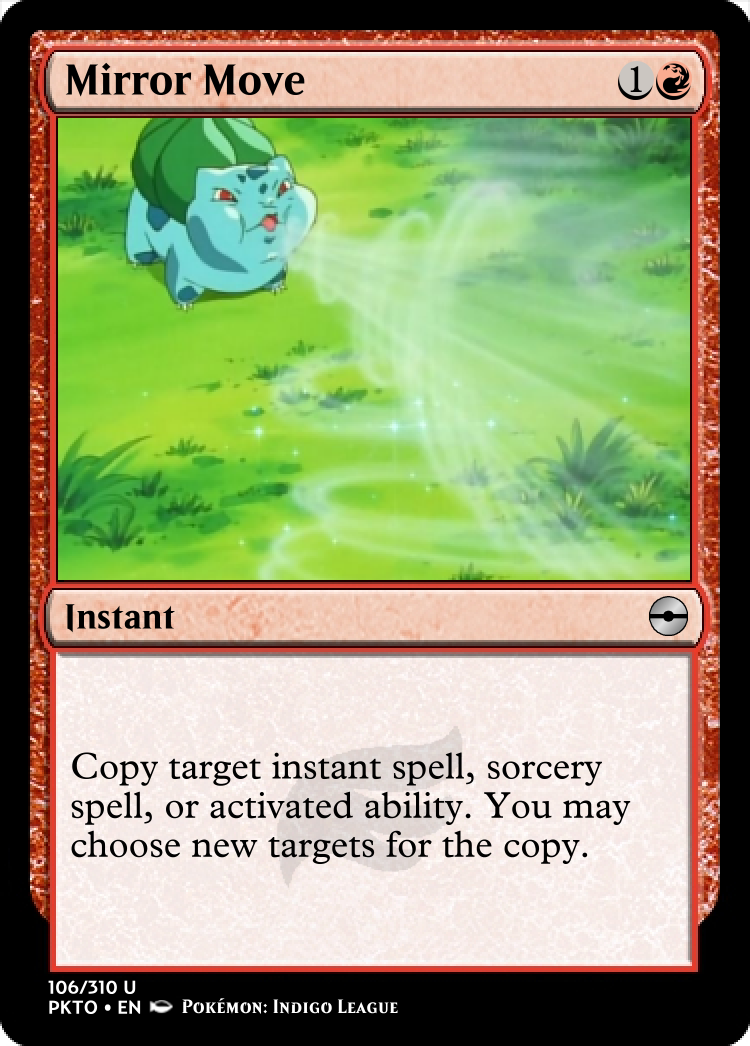 Mirror Move 1
Instant
Copy target instant spell, sorcery
spell, or activated ability. You may
choose new targets for the copy.
106/310 U
PKTO • EN Pokémon: Indigo League